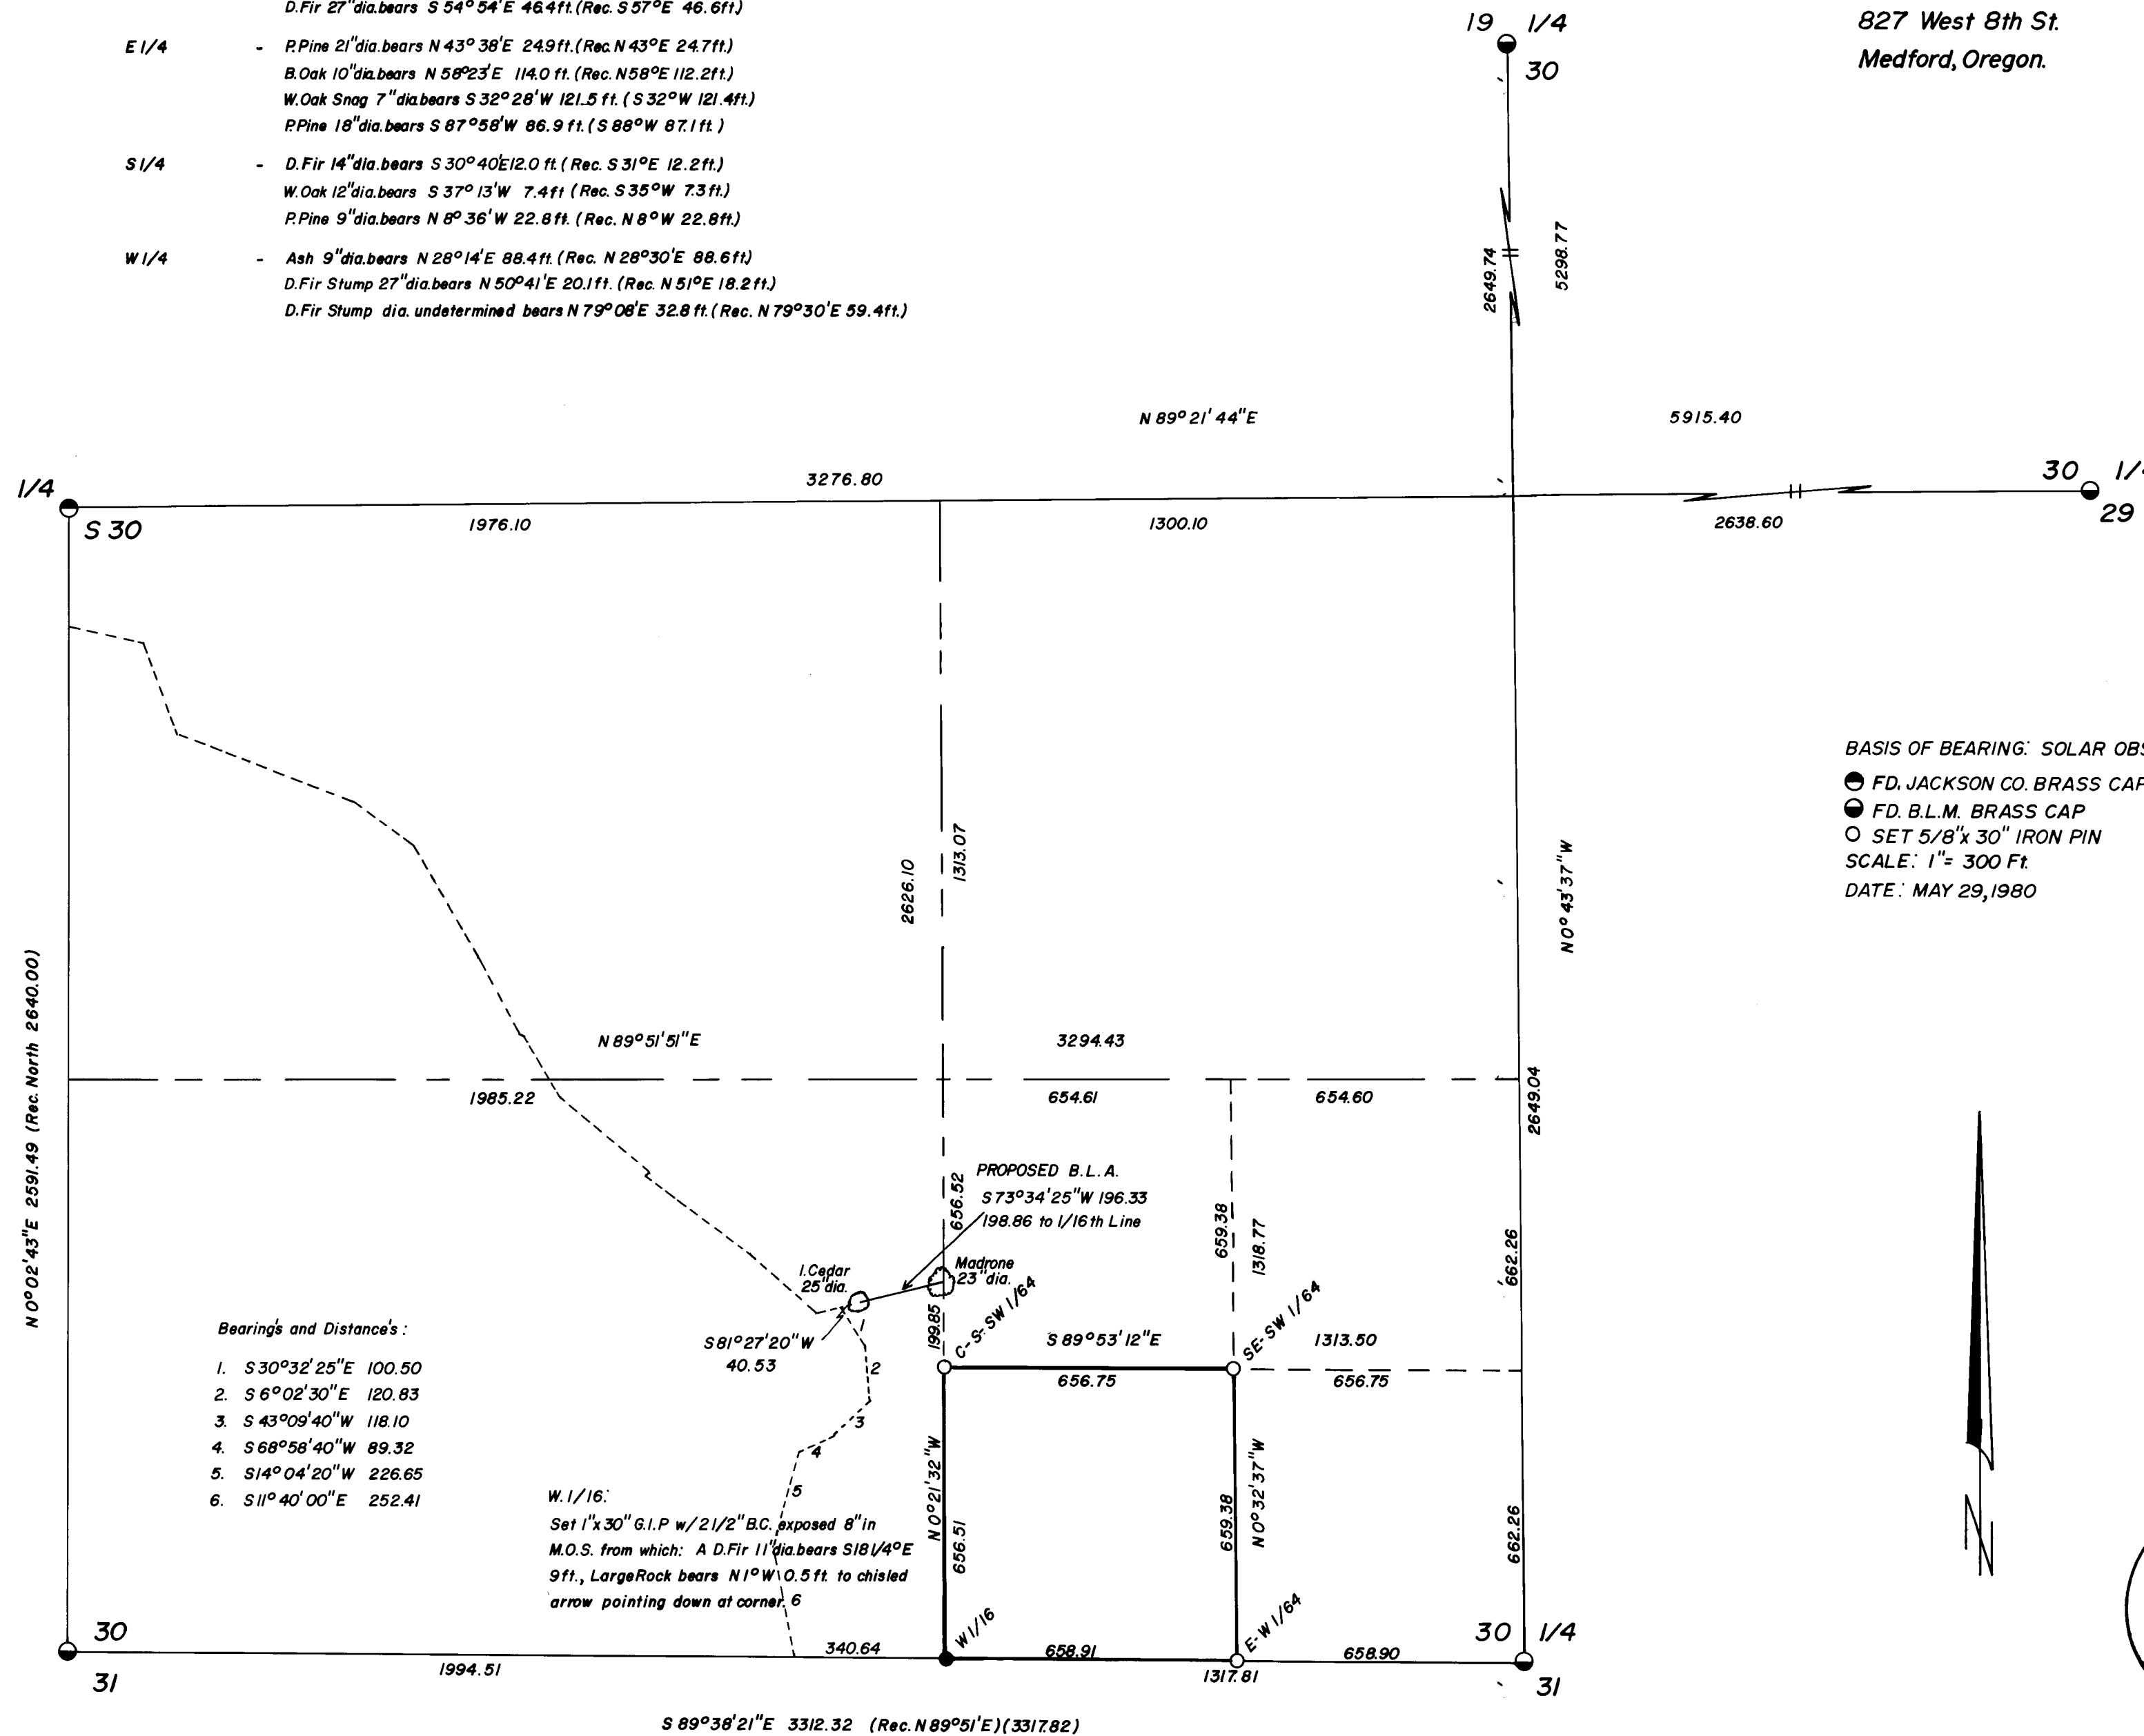 D.Fir 27"dia.bears S 54° 54'E 46.4ft.(Rec. S 57°E 46.6ft.)
E 1/4 - P.Pine 21"dia.bears N 43° 38'E 24.9ft.(Rec. N 43°E 24.7ft.)
B.Oak 10"dia.bears N 58°23'E 114.0 ft. (Rec. N58°E 112.2ft.)
W.Oak Snag 7"dia.bears S 32° 28'W 121.5 ft. ( S 32°W 121.4ft.)
P.Pine 18"dia.bears S 87°58'W 86.9 ft. ( S 88°W 87.1 ft. )
S 1/4 - D.Fir 14"dia.bears S 30° 40'E12.0 ft. ( Rec. S 31°E 12.2ft.)
W.Oak 12"dia.bears S 37° 13'W 7.4ft (Rec. S 35°W 7.3ft.)
P.Pine 9"dia.bears N 8° 36'W 22.8ft. (Rec. N 8°W 22.8ft.)
W 1/4 - Ash 9"dia.bears N 28°14'E 88.4ft. (Rec. N 28°30'E 88.6ft.)
D.Fir Stump 27"dia.bears N 50°41'E 20.1ft. (Rec. N 51°E 18.2ft.)
D.Fir Stump dia. undetermined bears N 79°08'E 32.8 ft. (Rec. N 79°30'E 59.4ft.)
19 1/4
30
827 West 8th St.
Medford, Oregon.
2649.74
5298.77
N 89° 21' 44"E
5915.40
1/4
S 30
3276.80
1976.10
1300.10
2638.60
30
29
2626.10
1313.07
N 0° 43' 37"W
BASIS OF BEARING: SOLAR OBS
FD. JACKSON CO. BRASS CAP
FD. B.L.M. BRASS CAP
SET 5/8"x 30" IRON PIN
SCALE: 1"= 300 Ft.
DATE: MAY 29,1980
N 0° 02' 43"E 2591.49 (Rec. North 2640.00)
N 89° 51' 51"E
3294.43
1985.22
654.61
654.60
2649.04
PROPOSED B.L.A.
S 73°34'25"W 196.33
198.86 to 1/16th Line
656.52
659.38
1318.77
662.26
I.Cedar
25"dia.
Madrone
23"dia.
199.85
C-S-SW 1/64
SE-SW 1/64
S 81°27'20"W
40.53
S 89°53'12"E
1313.50
656.75
656.75
Bearing's and Distance's :
1. S 30°32'25"E 100.50
2. S 6°02'30"E 120.83
3. S 43°09'40"W 118.10
4. S 68°58'40"W 89.32
5. S14° 04'20"W 226.65
6. S11° 40'00"E 252.41
2
3
4
5
6
W. 1/16:
Set 1"x 30" G.I.P w/2 1/2" B.C. exposed 8" in
M.O.S. from which: A D.Fir 11"dia.bears S18 1/4°E
9ft., Large Rock bears N 1°W 0.5 ft. to chisled
arrow pointing down at corner.
N 0° 21' 32"W
656.51
659.38
N 0° 32' 37"W
662.26
30
31
W 1/16
E-W 1/64
30 1/4
31
1994.51
340.64
658.91
1317.81
658.90
S 89°38'21"E 3312.32 (Rec. N 89°51'E)(3317.82)